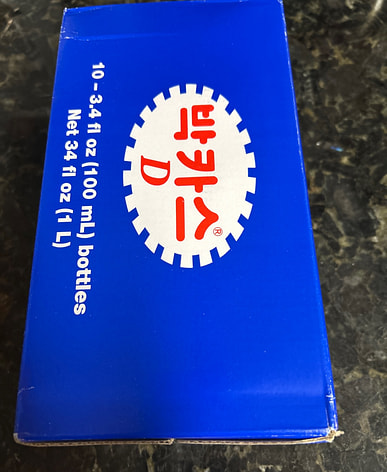 박카스®
D
10 – 3.4 fl oz (100 mL) bottles
Net 34 fl oz (1 L)